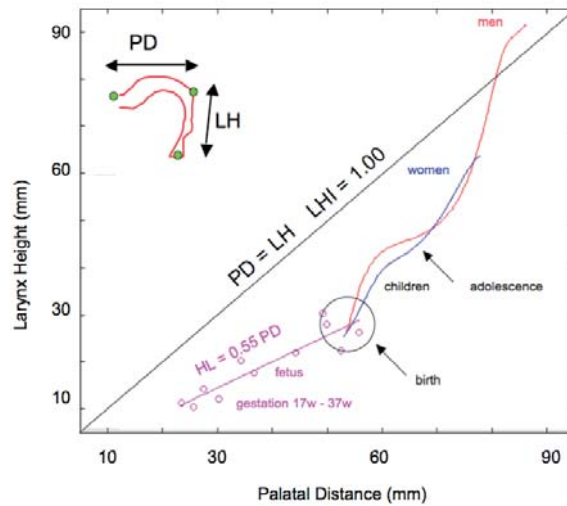 90
60
30
10
Larynx Height (mm)
PD
LH
men
women
PD = LH LHI = 1.00
children
adolescence
HL = 0.55 PD
fetus
birth
gestation 17w - 37w
10
30
60
90
Palatal Distance (mm)